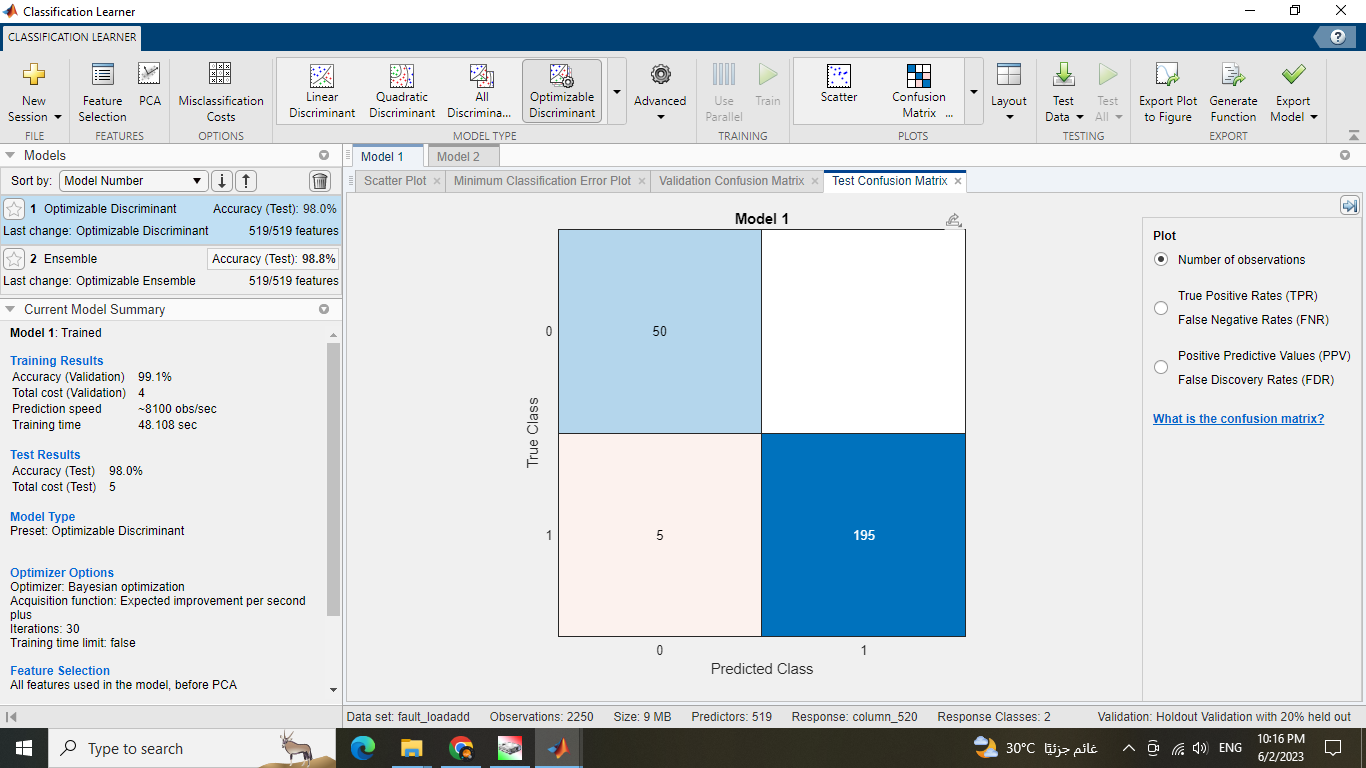 Classification Learner
CLASSIFICATION LEARNER
New Session
Feature Selection
PCA
Misclassification Costs
Linear Discriminant
Quadratic Discriminant
All Discrimina...
Optimizable Discriminant
Advanced
Use Parallel
Train
Scatter
Confusion Matrix ...
Layout
Test Data
Test All
Export Plot to Figure
Generate Function
Export Model
FILE
FEATURES
OPTIONS
MODEL TYPE
TRAINING
PLOTS
TESTING
EXPORT
Models
Sort by: Model Number
1 Optimizable Discriminant Accuracy (Test): 98.0%
Last change: Optimizable Discriminant 519/519 features
2 Ensemble Accuracy (Test): 98.8%
Last change: Optimizable Ensemble 519/519 features
Current Model Summary
Model 1: Trained
Training Results
Accuracy (Validation) 99.1%
Total cost (Validation) 4
Prediction speed ~8100 obs/sec
Training time 48.108 sec
Test Results
Accuracy (Test) 98.0%
Total cost (Test) 5
Model Type
Preset: Optimizable Discriminant
Optimizer Options
Optimizer: Bayesian optimization
Acquisition function: Expected improvement per second
plus
Iterations: 30
Training time limit: false
Feature Selection
All features used in the model, before PCA
Model 1 Model 2
Scatter Plot Minimum Classification Error Plot Validation Confusion Matrix Test Confusion Matrix
Model 1
True Class
0
50
1
5 195
0 1
Predicted Class
Plot
Number of observations
True Positive Rates (TPR)
False Negative Rates (FNR)
Positive Predictive Values (PPV)
False Discovery Rates (FDR)
What is the confusion matrix?
Data set: fault_loadadd Observations: 2250 Size: 9 MB Predictors: 519 Response: column_520 Response Classes: 2 Validation: Holdout Validation with 20% held out
Type to search
30°C غائم جزئيًا
ENG
10:16 PM
6/2/2023